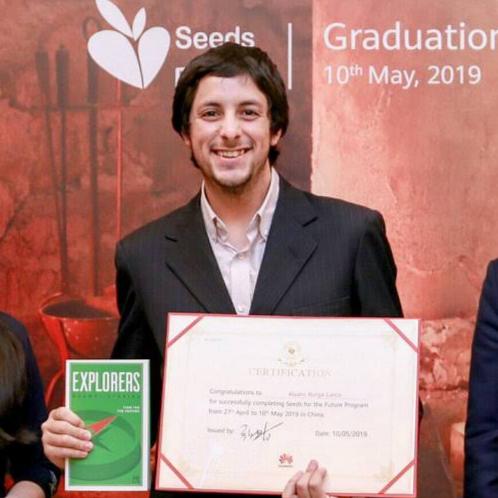 Seeds
Graduation
10th May, 2019
EXPLORERS
CERTIFICATION
Congratulations to
for successfully completing Seeds for the Future Program
from 27th April to 10th May 2019 in China.
Issued by:
Date: 10/05/2019
HUAWEI